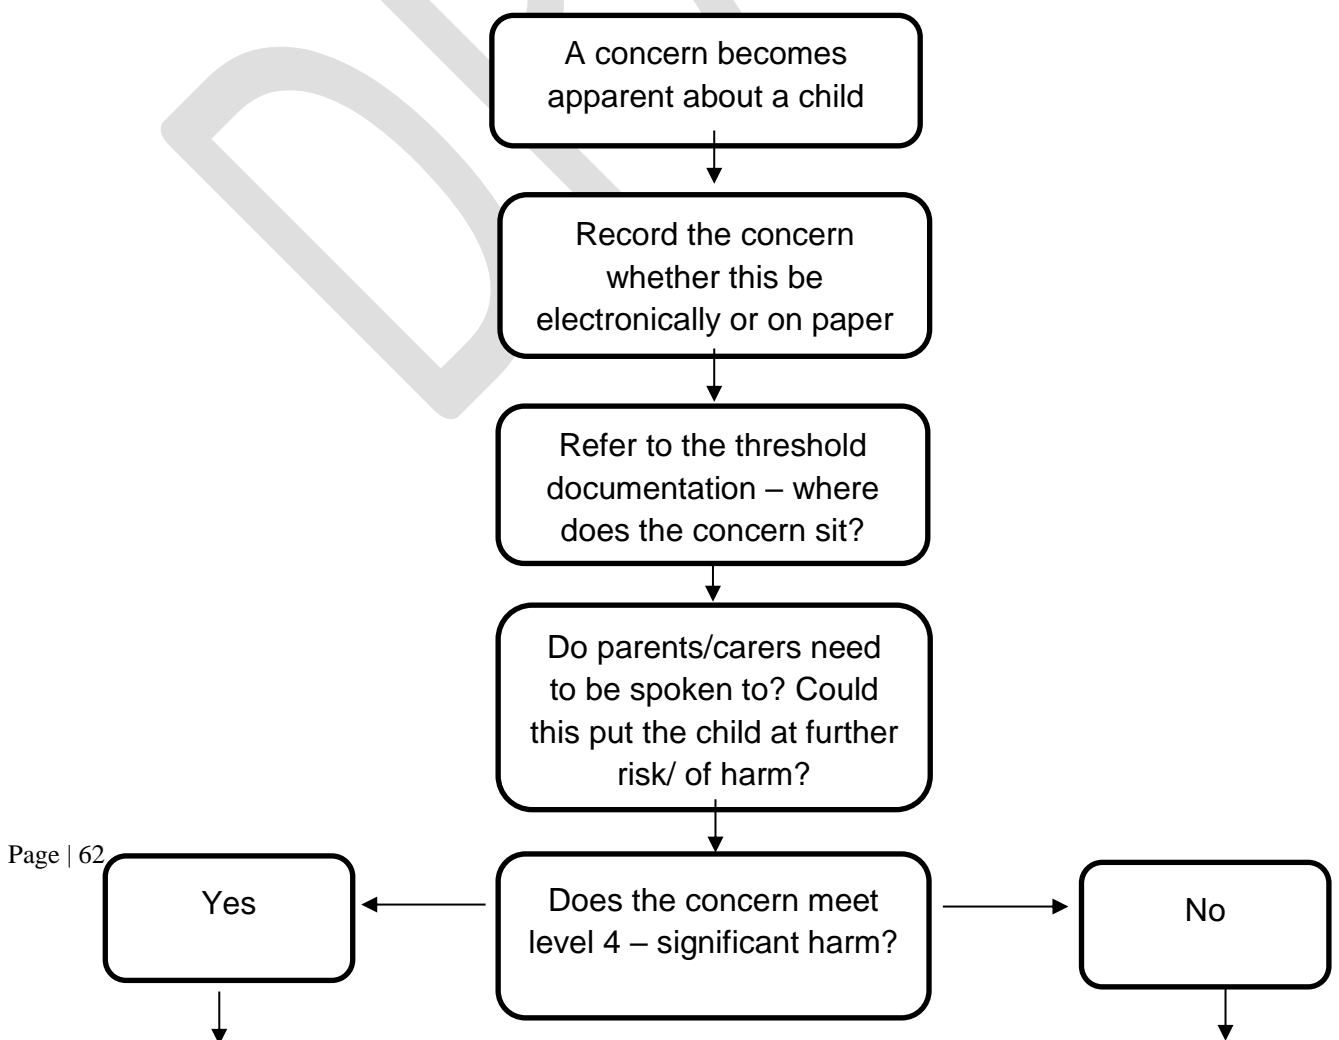 A concern becomes
apparent about a child
Record the concern
whether this be
electronically or on paper
Refer to the threshold
documentation – where
does the concern sit?
Do parents/carers need
to be spoken to? Could
this put the child at further
risk/ of harm?
Page | 62
Yes
Does the concern meet
level 4 – significant harm?
No